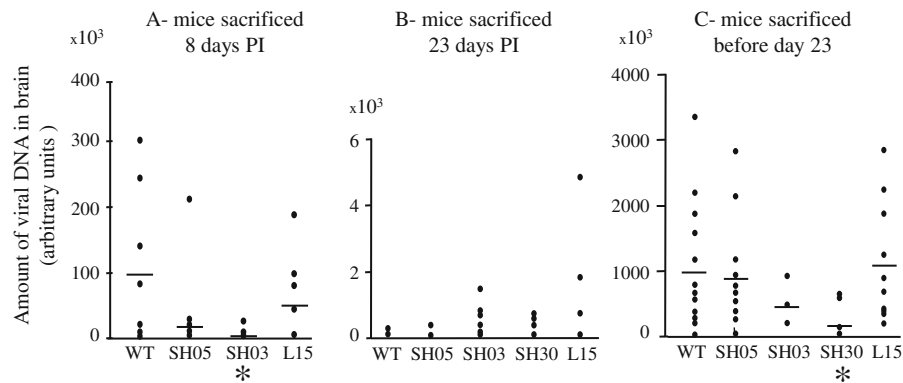 A- mice sacrificed
8 days PI
B- mice sacrificed
23 days PI
C- mice sacrificed
before day 23
Amount of viral DNA in brain
(arbitrary units )
x10³
400
300
200
100
0
WT SH05 SH03 L15
*
x10³
6
4
2
0
WT SH05 SH03 SH30 L15
x10³
4000
3000
2000
1000
0
WT SH05 SH03 SH30 L15
*